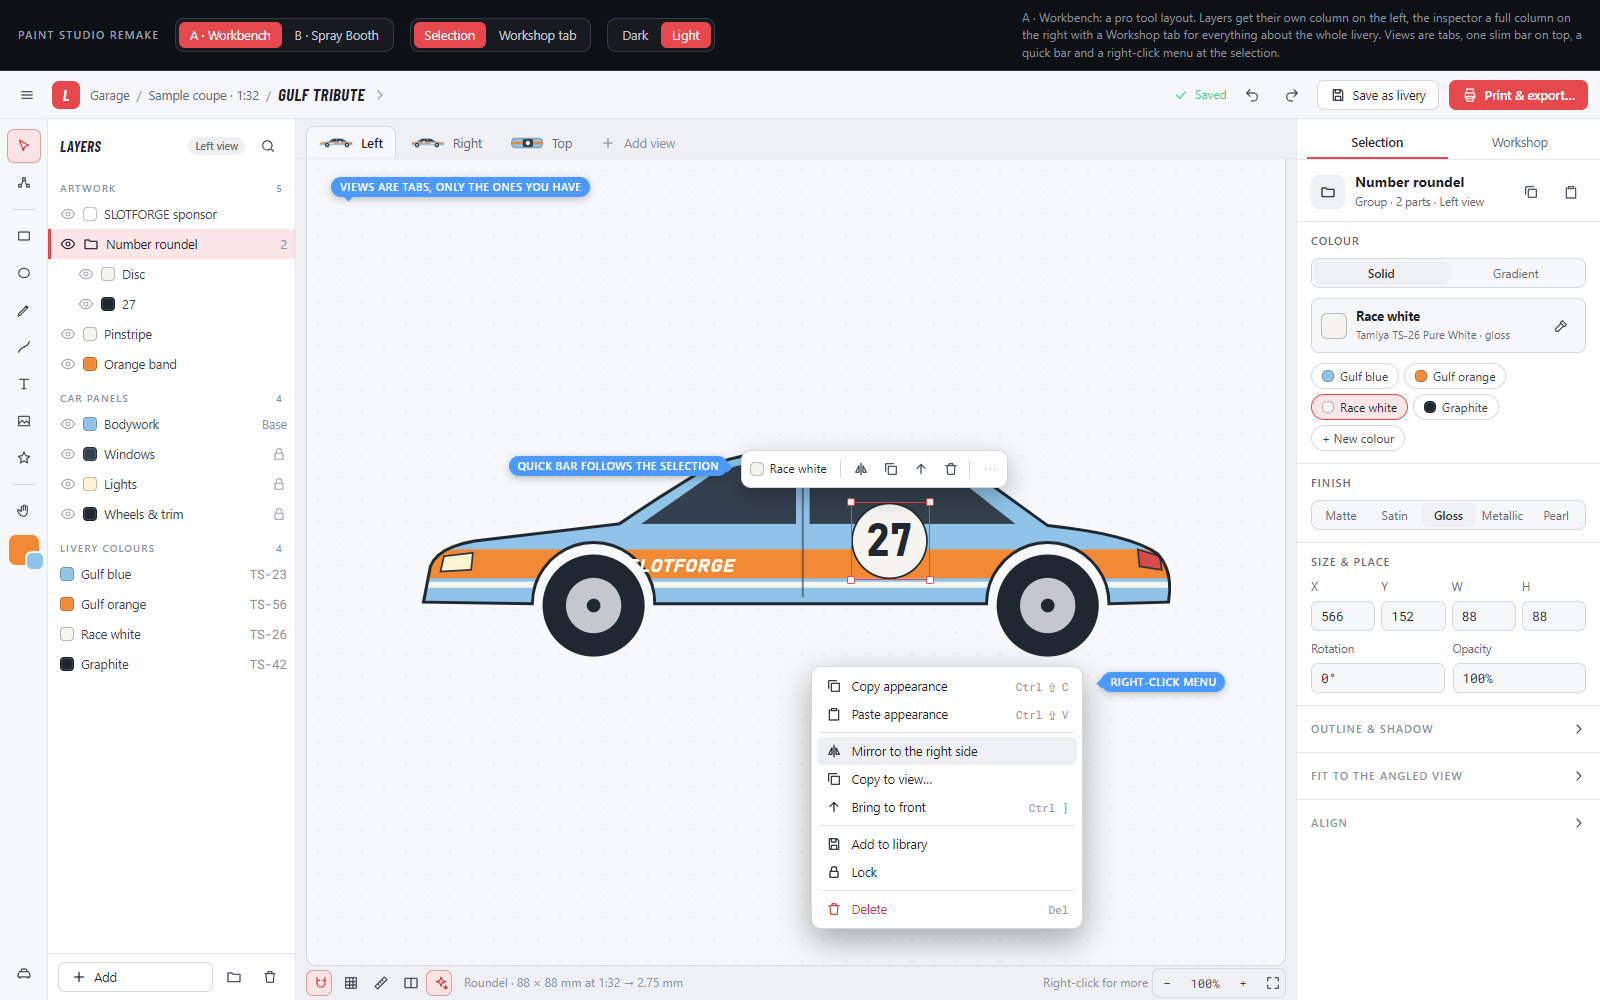 PAINT STUDIO REMAKE
A · Workbench
B · Spray Booth
Selection
Workshop tab
Dark
Light
A · Workbench: a pro tool layout. Layers get their own column on the left, the inspector a full column on
the right with a Workshop tab for everything about the whole livery. Views are tabs, one slim bar on top, a
quick bar and a right-click menu at the selection.
L
Garage / Sample coupe · 1:32 / GULF TRIBUTE
Saved
Save as livery
Print & export...
LAYERS
Left view
ARTWORK 5
SLOTFORGE sponsor
Number roundel 2
Disc
27
Pinstripe
Orange band
CAR PANELS 4
Bodywork Base
Windows
Lights
Wheels & trim
LIVERY COLOURS 4
Gulf blue TS-23
Gulf orange TS-56
Race white TS-26
Graphite TS-42
Add
Left
Right
Top
Add view
VIEWS ARE TABS, ONLY THE ONES YOU HAVE
QUICK BAR FOLLOWS THE SELECTION
Race white
27
LOTFORGE
RIGHT-CLICK MENU
Copy appearance Ctrl ⇧ C
Paste appearance Ctrl ⇧ V
Mirror to the right side
Copy to view...
Bring to front Ctrl ]
Add to library
Lock
Delete Del
Roundel · 88 × 88 mm at 1:32 → 2.75 mm
Right-click for more
− 100% +
Selection
Workshop
Number roundel
Group · 2 parts · Left view
COLOUR
Solid
Gradient
Race white
Tamiya TS-26 Pure White · gloss
Gulf blue
Gulf orange
Race white
Graphite
+ New colour
FINISH
Matte
Satin
Gloss
Metallic
Pearl
SIZE & PLACE
X Y W H
566 152 88 88
Rotation Opacity
0° 100%
OUTLINE & SHADOW
FIT TO THE ANGLED VIEW
ALIGN